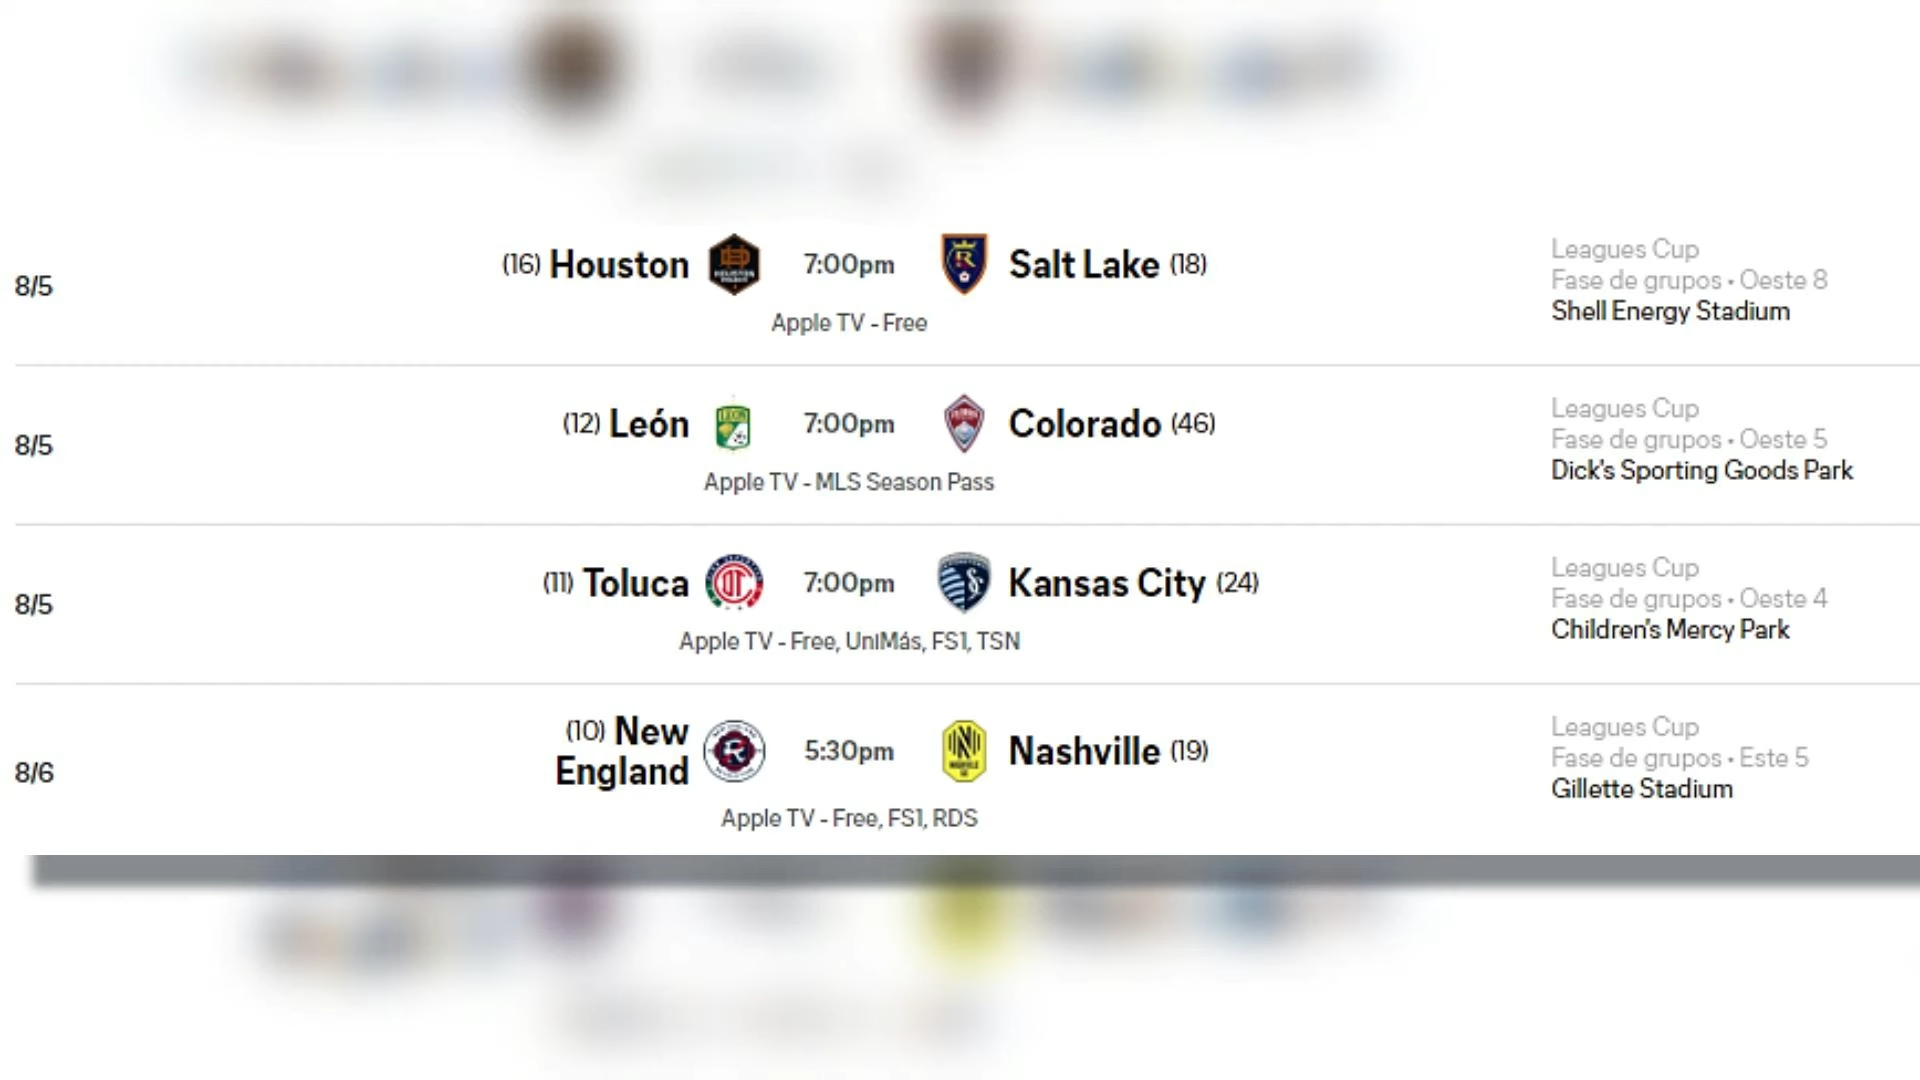 8/5
(16) Houston 7:00pm Salt Lake (18)
Apple TV - Free
Leagues Cup
Fase de grupos • Oeste 8
Shell Energy Stadium
8/5
(12) León 7:00pm Colorado (46)
Apple TV - MLS Season Pass
Leagues Cup
Fase de grupos • Oeste 5
Dick's Sporting Goods Park
8/5
(11) Toluca 7:00pm Kansas City (24)
Apple TV - Free, UniMás, FS1, TSN
Leagues Cup
Fase de grupos • Oeste 4
Children's Mercy Park
8/6
(10) New
England
5:30pm
Nashville (19)
Apple TV - Free, FS1, RDS
Leagues Cup
Fase de grupos • Este 5
Gillette Stadium